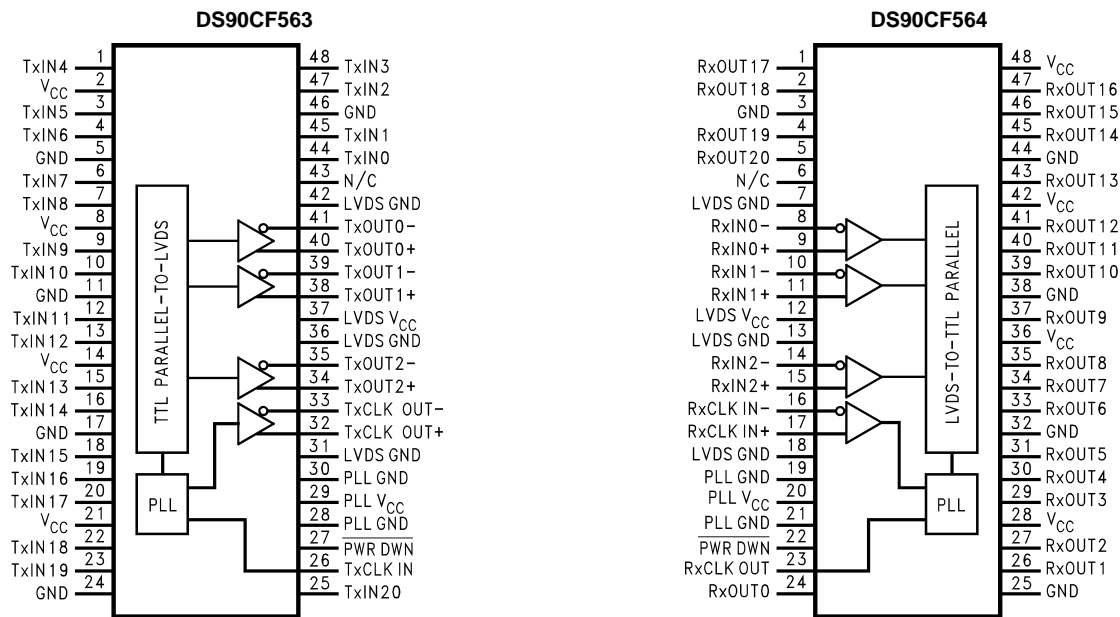 DS90CF563
1 TxIN4
2 VCC
3 TxIN5
4 TxIN6
5 GND
6 TxIN7
7 TxIN8
8 VCC
9 TxIN9
10 TxIN10
11 GND
12 TxIN11
13 TxIN12
14 VCC
15 TxIN13
16 TxIN14
17 GND
18 TxIN15
19 TxIN16
20 TxIN17
21 VCC
22 TxIN18
23 TxIN19
24 GND
TTL PARALLEL-TO-LVDS
PLL
48 TxIN3
47 TxIN2
46 GND
45 TxIN1
44 TxIN0
43 N/C
42 LVDS GND
41 TxOUT0-
40 TxOUT0+
39 TxOUT1-
38 TxOUT1+
37 LVDS VCC
36 LVDS GND
35 TxOUT2-
34 TxOUT2+
33 TxCLK OUT-
32 TxCLK OUT+
31 LVDS GND
30 PLL GND
29 PLL VCC
28 PLL GND
27 PWR DWN
26 TxCLK IN
25 TxIN20
DS90CF564
1 RxOUT17
2 RxOUT18
3 GND
4 RxOUT19
5 RxOUT20
6 N/C
7 LVDS GND
8 RxIN0-
9 RxIN0+
10 RxIN1-
11 RxIN1+
12 LVDS VCC
13 LVDS GND
14 RxIN2-
15 RxIN2+
16 RxCLK IN-
17 RxCLK IN+
18 LVDS GND
19 PLL GND
20 PLL VCC
21 PLL GND
22 PWR DWN
23 RxCLK OUT
24 RxOUT0
LVDS-TO-TTL PARALLEL
PLL
48 VCC
47 RxOUT16
46 RxOUT15
45 RxOUT14
44 GND
43 RxOUT13
42 VCC
41 RxOUT12
40 RxOUT11
39 RxOUT10
38 GND
37 RxOUT9
36 VCC
35 RxOUT8
34 RxOUT7
33 RxOUT6
32 GND
31 RxOUT5
30 RxOUT4
29 RxOUT3
28 VCC
27 RxOUT2
26 RxOUT1
25 GND